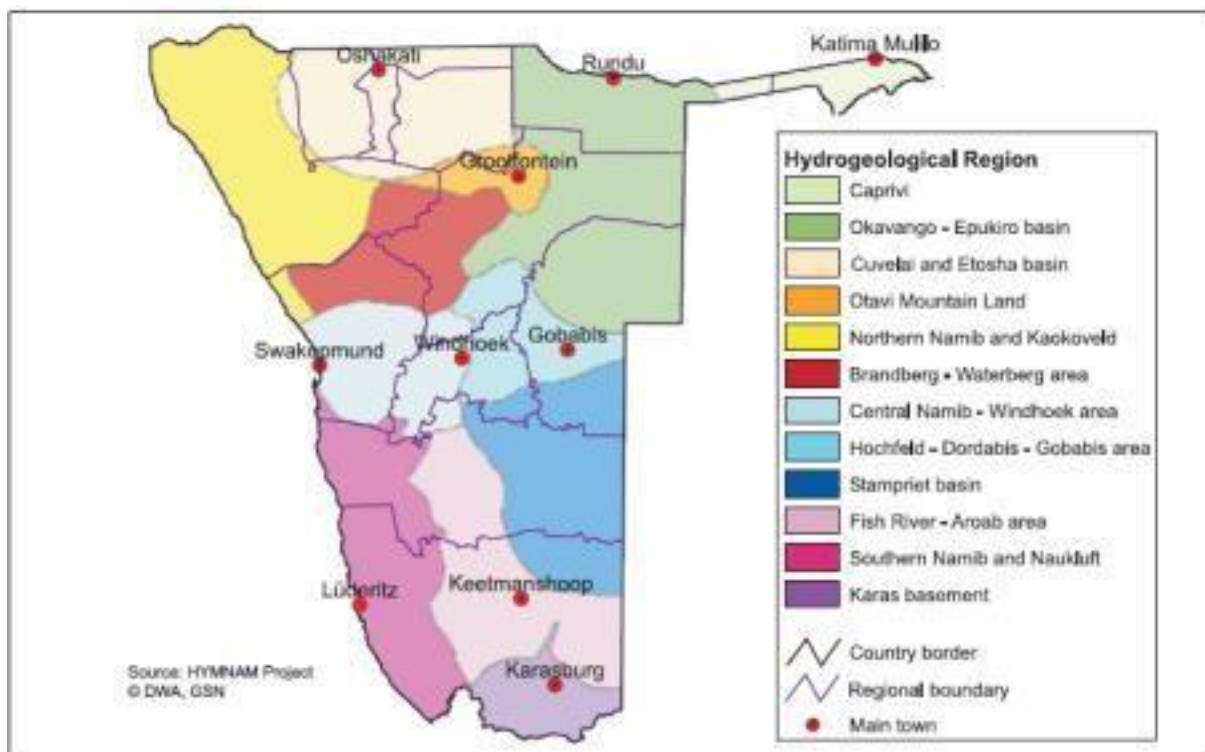 Katima Mulilo
Oshakati
Rundu
Grootfontein
Swakopmund
Windhoek
Gobabis
Lüderitz
Keetmanshoop
Karasburg
Source: HYMNAM Project
© DWA, GSN
Hydrogeological Region
Caprivi
Okavango - Epukiro basin
Cuvelai and Etosha basin
Otavi Mountain Land
Northern Namib and Kaokoveld
Brandberg - Waterberg area
Central Namib - Windhoek area
Hochfeld - Dordabis - Gobabis area
Stampriet basin
Fish River - Aroab area
Southern Namib and Naukluft
Karas basement
Country border
Regional boundary
Main town